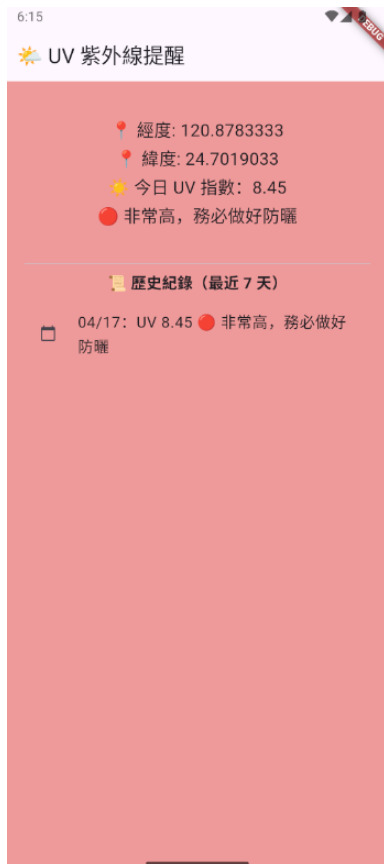 6:15
DEBUG
🌤️ UV 紫外線提醒
📍 經度: 120.8783333
📍 緯度: 24.7019033
☀️ 今日 UV 指數：8.45
🔴 非常高，務必做好防曬
📜 歷史紀錄（最近 7 天）
04/17：UV 8.45 🔴 非常高，務必做好
防曬